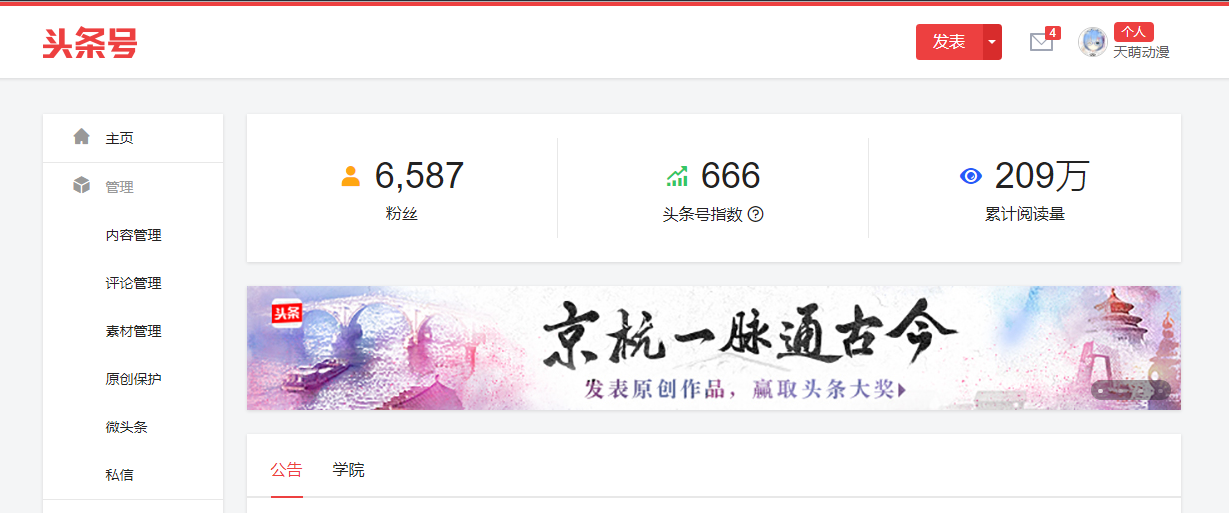 头条号
发表
4
个人
天萌动漫
主页
管理
内容管理
评论管理
素材管理
原创保护
微头条
私信
6,587
粉丝
666
头条号指数 ?
209万
累计阅读量
头条
京杭一脉通古今
发表原创作品，赢取头条大奖
公告
学院